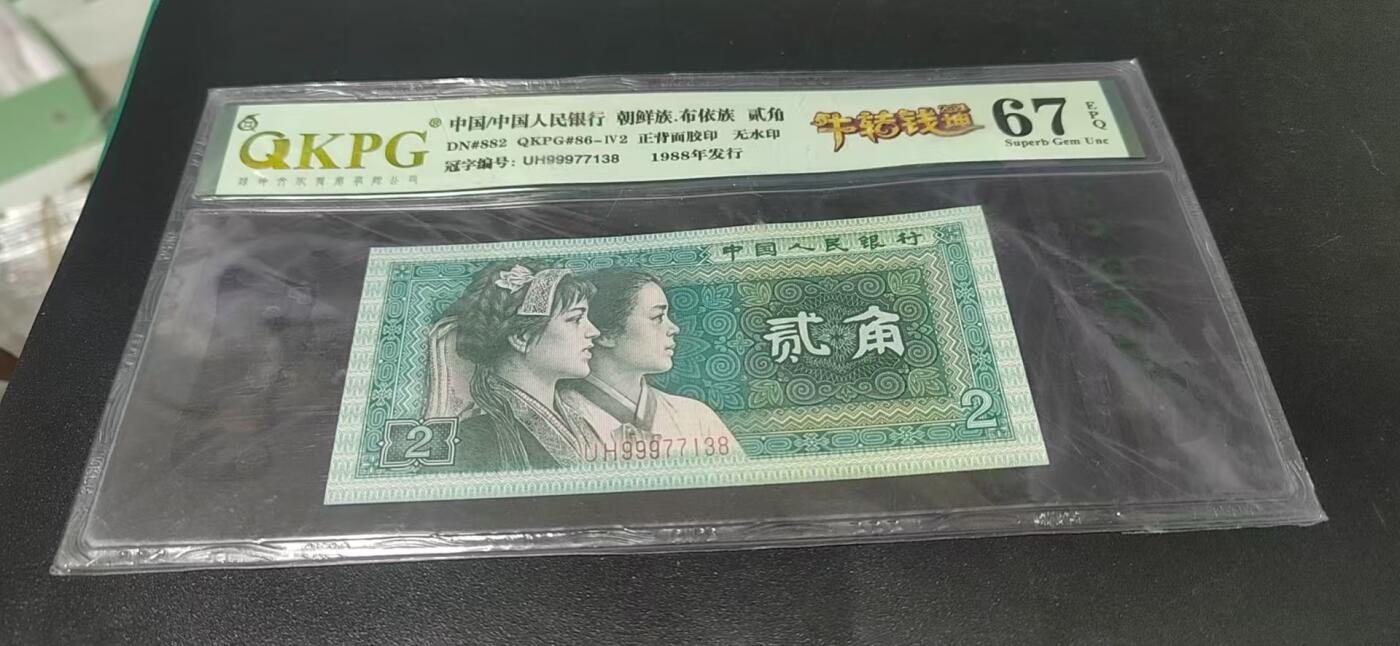 QKPG®
中国/中国人民银行 朝鲜族.布依族 贰角
DN#882 QKPG#86-IV2 正背面胶印 无水印
冠字编号: UH99977138 1988年发行
牛转钱
67
EPQ
Superb Gem Unc
中国人民银行
贰角
2
2
UH99977138